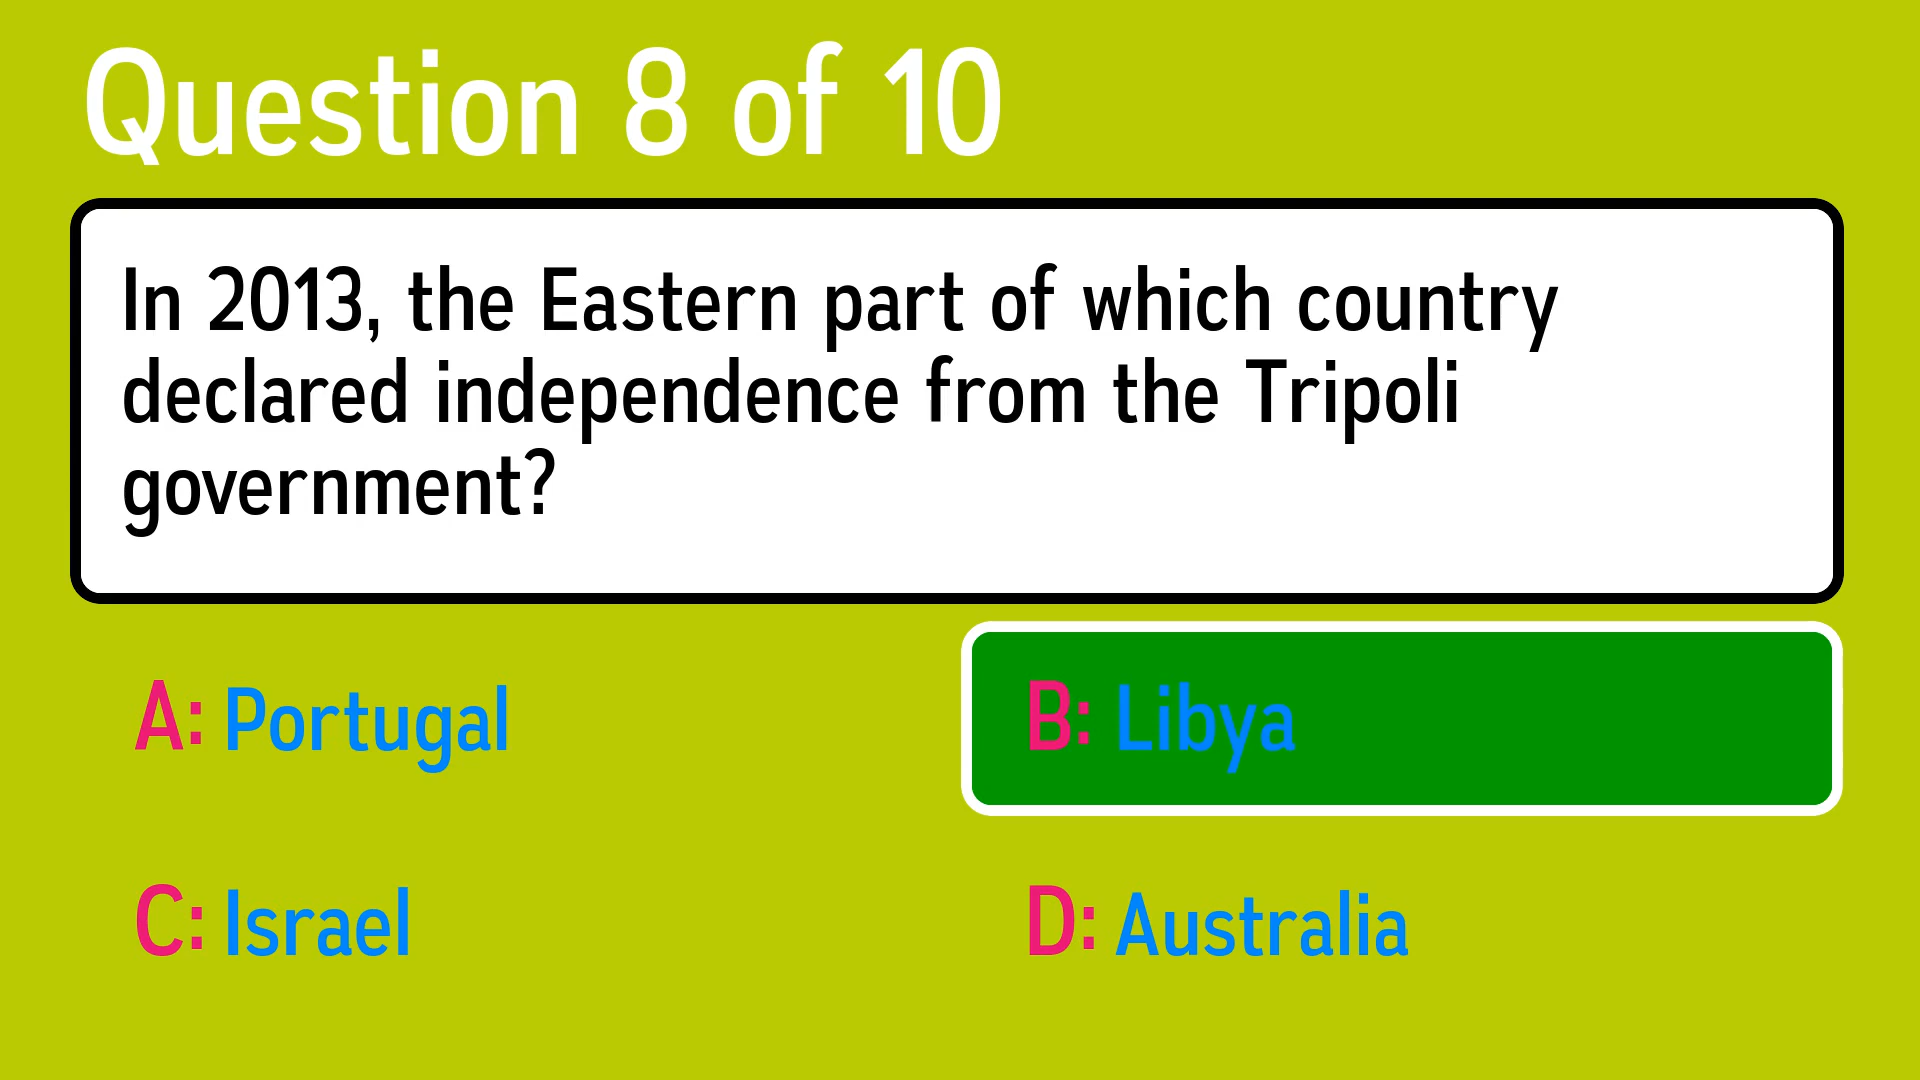 Question 8 of 10
In 2013, the Eastern part of which country
declared independence from the Tripoli
government?
A: Portugal
B: Libya
C: Israel
D: Australia